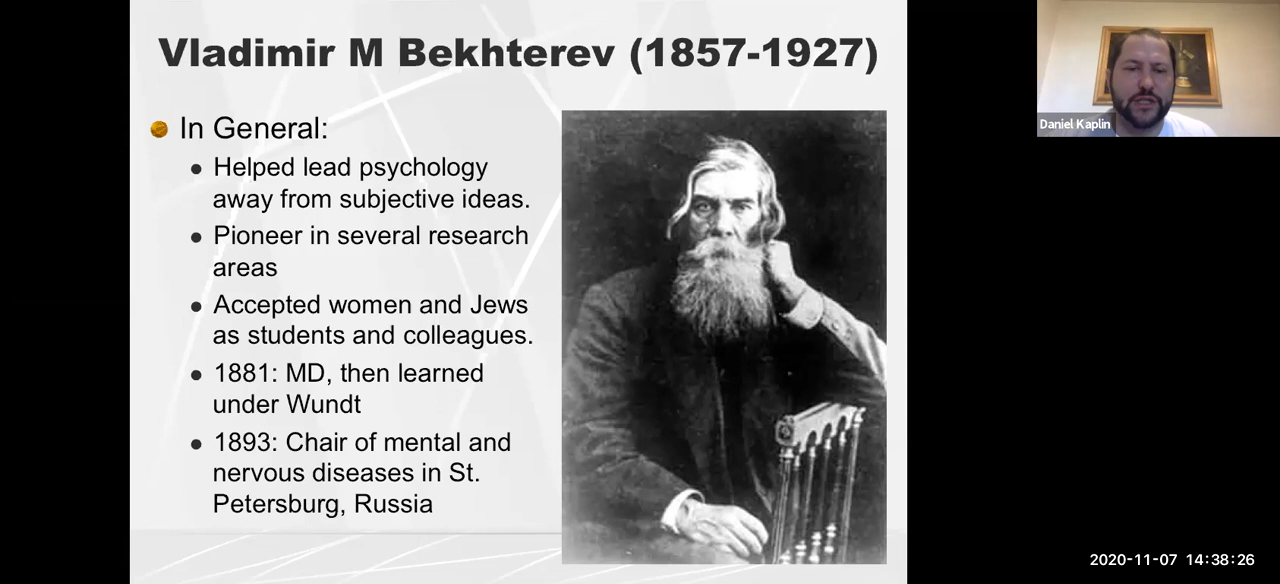 Vladimir M Bekhterev (1857-1927)
In General:
Helped lead psychology
away from subjective ideas.
Pioneer in several research
areas
Accepted women and Jews
as students and colleagues.
1881: MD, then learned
under Wundt
1893: Chair of mental and
nervous diseases in St.
Petersburg, Russia
Daniel Kaplin
2020-11-07 14:38:26